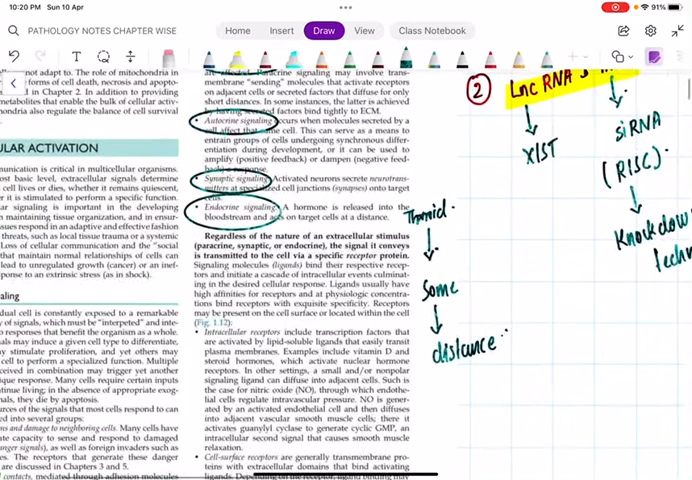 10:20 PM Sun 10 Apr
91%
PATHOLOGY NOTES CHAPTER WISE
Home
Insert
Draw
View
Class Notebook
not adapt to. The role of mitochondria in
forms of cell death, necrosis and apopto-
in Chapter 2. In addition to providing
metabolites that enable the bulk of cellular activ-
also regulate the balance of cell survival
ULAR ACTIVATION
munication is critical in multicellular organisms.
most basic level, extracellular signals determine
cell lives or dies, whether it remains quiescent,
it is stimulated to perform a specific function.
signaling is important in the developing
maintaining tissue organization, and in ensur-
tissues respond in an adaptive and effective fashion
threats, such as local tissue trauma or a systemic
Loss of cellular communication and the "social
that maintain normal relationships of cells can
lead to unregulated growth (cancer) or an inef-
response to an extrinsic stress (as in shock).
aling
dual cell is constantly exposed to a remarkable
of signals, which must be "interpreted" and inte-
responses that benefit the organism as a whole.
may induce a given cell type to differentiate,
may stimulate proliferation, and yet others may
cell to perform a specialized function. Multiple
eceived in combination may trigger yet another
unique response. Many cells require certain inputs
continue living; in the absence of appropriate exog-
nals, they die by apoptosis.
ources of the signals that most cells respond to can
ed into several groups:
ns and damage to neighboring cells. Many cells have
ate capacity to sense and respond to damaged
anger signals), as well as foreign invaders such as
The receptors that generate these danger
are discussed in Chapters 3 and 5.
contacts, mediated through adhesion molecules
are affected. Paracrine signaling may involve trans-
membrane "sending" molecules that activate receptors
on adjacent cells or secreted factors that diffuse for only
short distances. In some instances, the latter is achieved
by having secreted factors bind tightly to ECM.
• Autocrine signaling occurs when molecules secreted by a
cell affect that same cell. This can serve as a means to
entrain groups of cells undergoing synchronous differ-
entiation during development, or it can be used to
amplify (positive feedback) or dampen (negative feed-
back) a response.
• Synaptic signaling. Activated neurons secrete neurotrans-
mitters at specialized cell junctions (synapses) onto target
cells.
• Endocrine signaling. A hormone is released into the
bloodstream and acts on target cells at a distance.
Regardless of the nature of an extracellular stimulus
(paracrine, synaptic, or endocrine), the signal it conveys
is transmitted to the cell via a specific receptor protein.
Signaling molecules (ligands) bind their respective recep-
tors and initiate a cascade of intracellular events culminat-
ing in the desired cellular response. Ligands usually have
high affinities for receptors and at physiologic concentra-
tions bind receptors with exquisite specificity. Receptors
may be present on the cell surface or located within the cell
(Fig. 1.12):
• Intracellular receptors include transcription factors that
are activated by lipid-soluble ligands that easily transit
plasma membranes. Examples include vitamin D and
steroid hormones, which activate nuclear hormone
receptors. In other settings, a small and/or nonpolar
signaling ligand can diffuse into adjacent cells. Such is
the case for nitric oxide (NO), through which endothe-
lial cells regulate intravascular pressure. NO is gener-
ated by an activated endothelial cell and then diffuses
into adjacent vascular smooth muscle cells; there it
activates guanylyl cyclase to generate cyclic GMP, an
intracellular second signal that causes smooth muscle
relaxation.
• Cell-surface receptors are generally transmembrane pro-
teins with extracellular domains that bind activating
Thyroid.
Some
distance
2
LncRNA
XIST
siRNA
(RISC).
Knockdow
techn